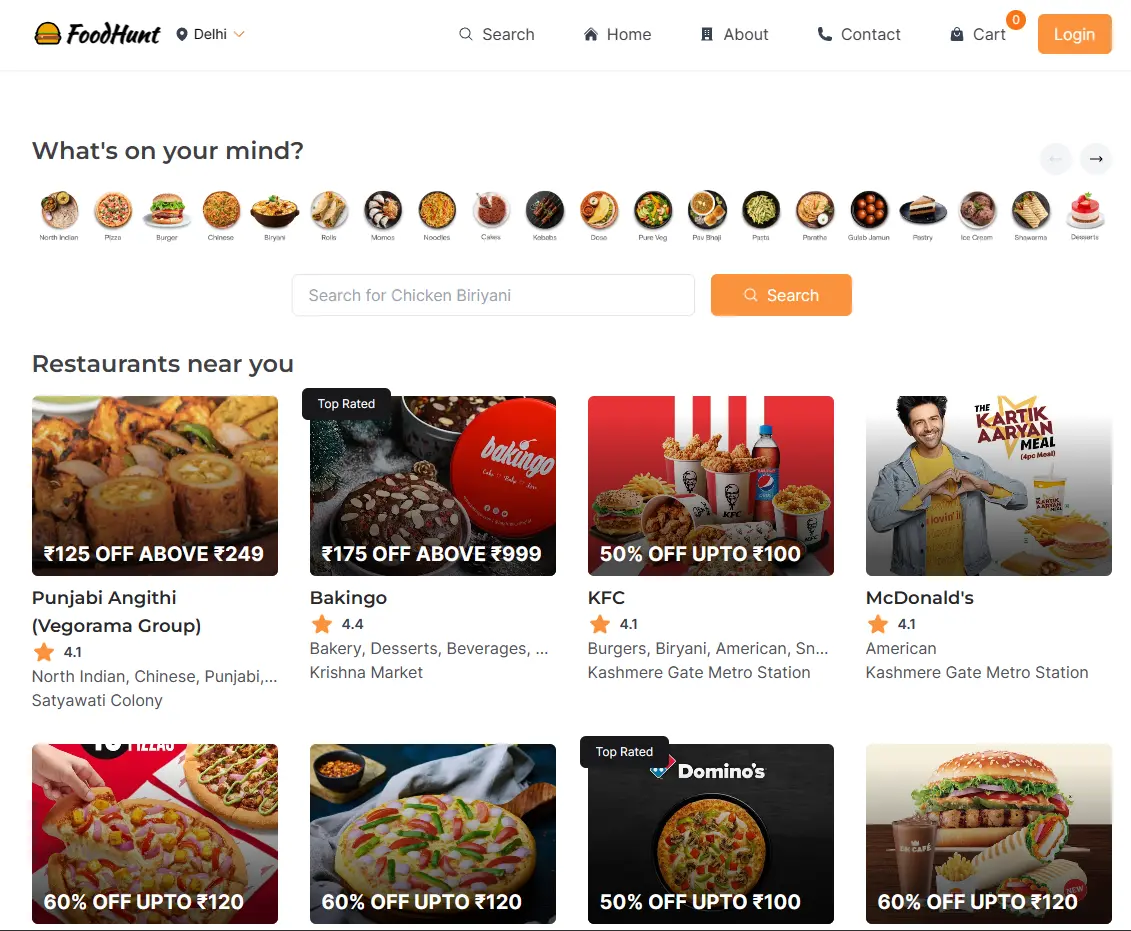 FoodHunt
Delhi
Search
Home
About
Contact
Cart
0
Login
What's on your mind?
North Indian
Pizza
Burger
Chinese
Biryani
Rolls
Momos
Noodles
Cakes
Kababs
Dosa
Pure Veg
Pav Bhaji
Pasta
Paratha
Gulab Jamun
Pastry
Ice Cream
Shawarma
Desserts
Search for Chicken Biriyani
Search
Restaurants near you
₹125 OFF ABOVE ₹249
Punjabi Angithi
(Vegorama Group)
4.1
North Indian, Chinese, Punjabi,...
Satyawati Colony
Top Rated
bakingo
₹175 OFF ABOVE ₹999
Bakingo
4.4
Bakery, Desserts, Beverages, ...
Krishna Market
KFC
50% OFF UPTO ₹100
KFC
4.1
Burgers, Biryani, American, Sn...
Kashmere Gate Metro Station
THE
KARTIK
AARYAN
MEAL
(4pc Meal)
McDonald's
4.1
American
Kashmere Gate Metro Station
PIZZAS
60% OFF UPTO ₹120
60% OFF UPTO ₹120
Top Rated
Domino's
50% OFF UPTO ₹100
NEW
60% OFF UPTO ₹120